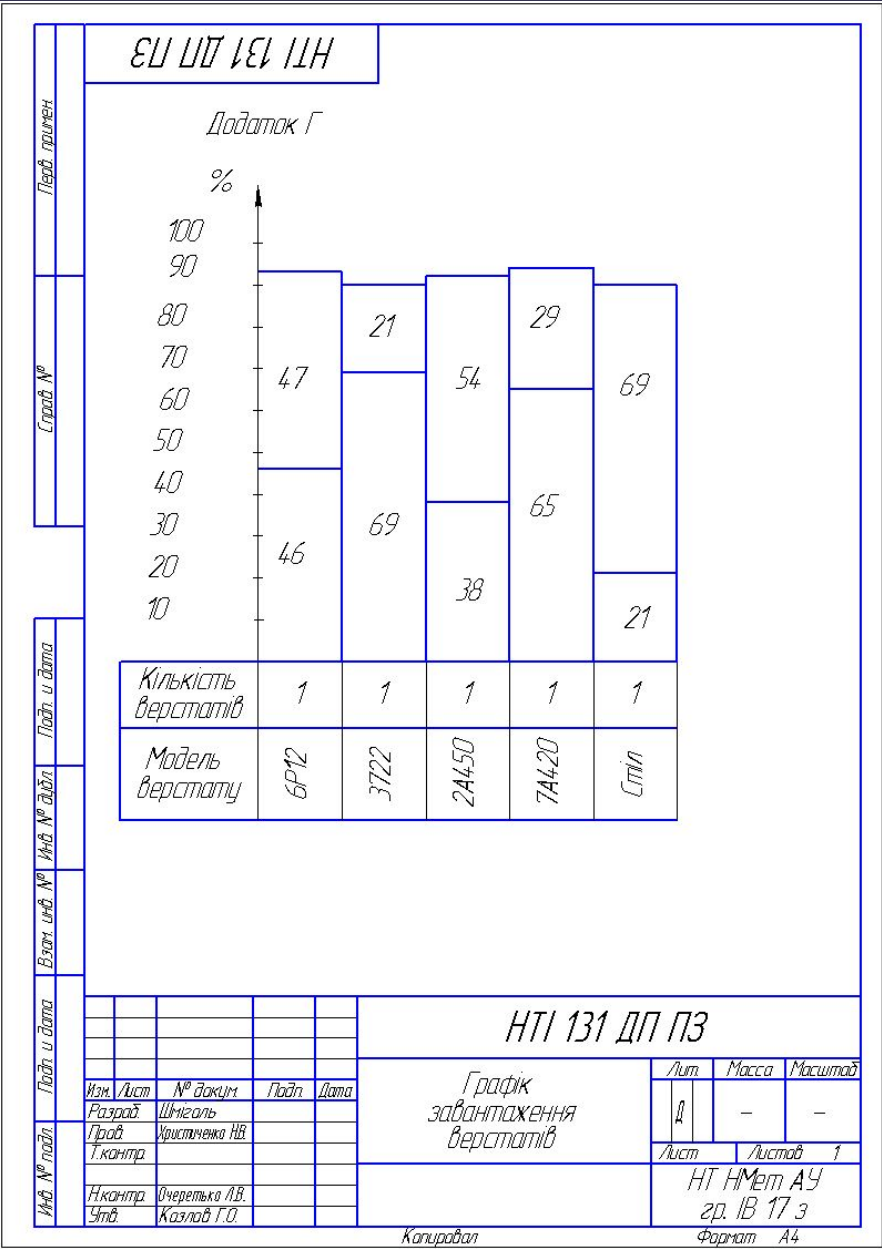 НТІ 131 ДП ПЗ
Додаток Г
%
100
90
80
70
60
50
40
30
20
10
47
46
21
69
54
38
29
65
69
21
Кількість
верстатів
1 1 1 1 1
Модель
верстату
6Р12
3722
2А450
7А420
Стіл
Перв. примен.
Справ. №
Подп. и дата
Инв. № дубл.
Взам. инв. №
Подп. и дата
Инв. № подл.
НТІ 131 ДП ПЗ
Изм. Лист № докум. Подп. Дата
Разраб. Шміголь
Пров. Христиченко Н.В.
Т.контр.
Н.контр. Очеретько Л.В.
Утв. Козлов Г.О.
Графік
завантаження
верстатів
Лит. Масса Масштаб
Д – –
Лист Листов 1
НТ НМет АУ
гр. ІВ 17 з
Копировал Формат А4